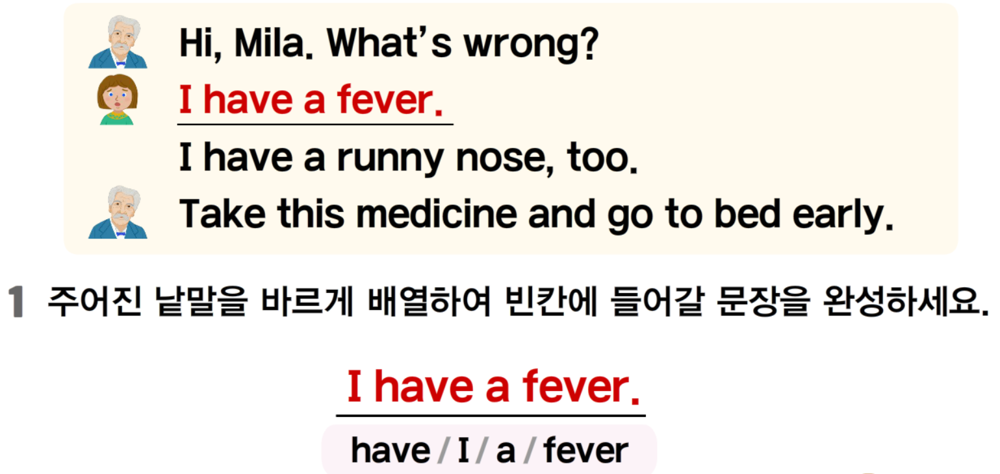 Hi, Mila. What's wrong?
I have a fever.
I have a runny nose, too.
Take this medicine and go to bed early.
1 주어진 낱말을 바르게 배열하여 빈칸에 들어갈 문장을 완성하세요.
I have a fever.
have / I / a / fever